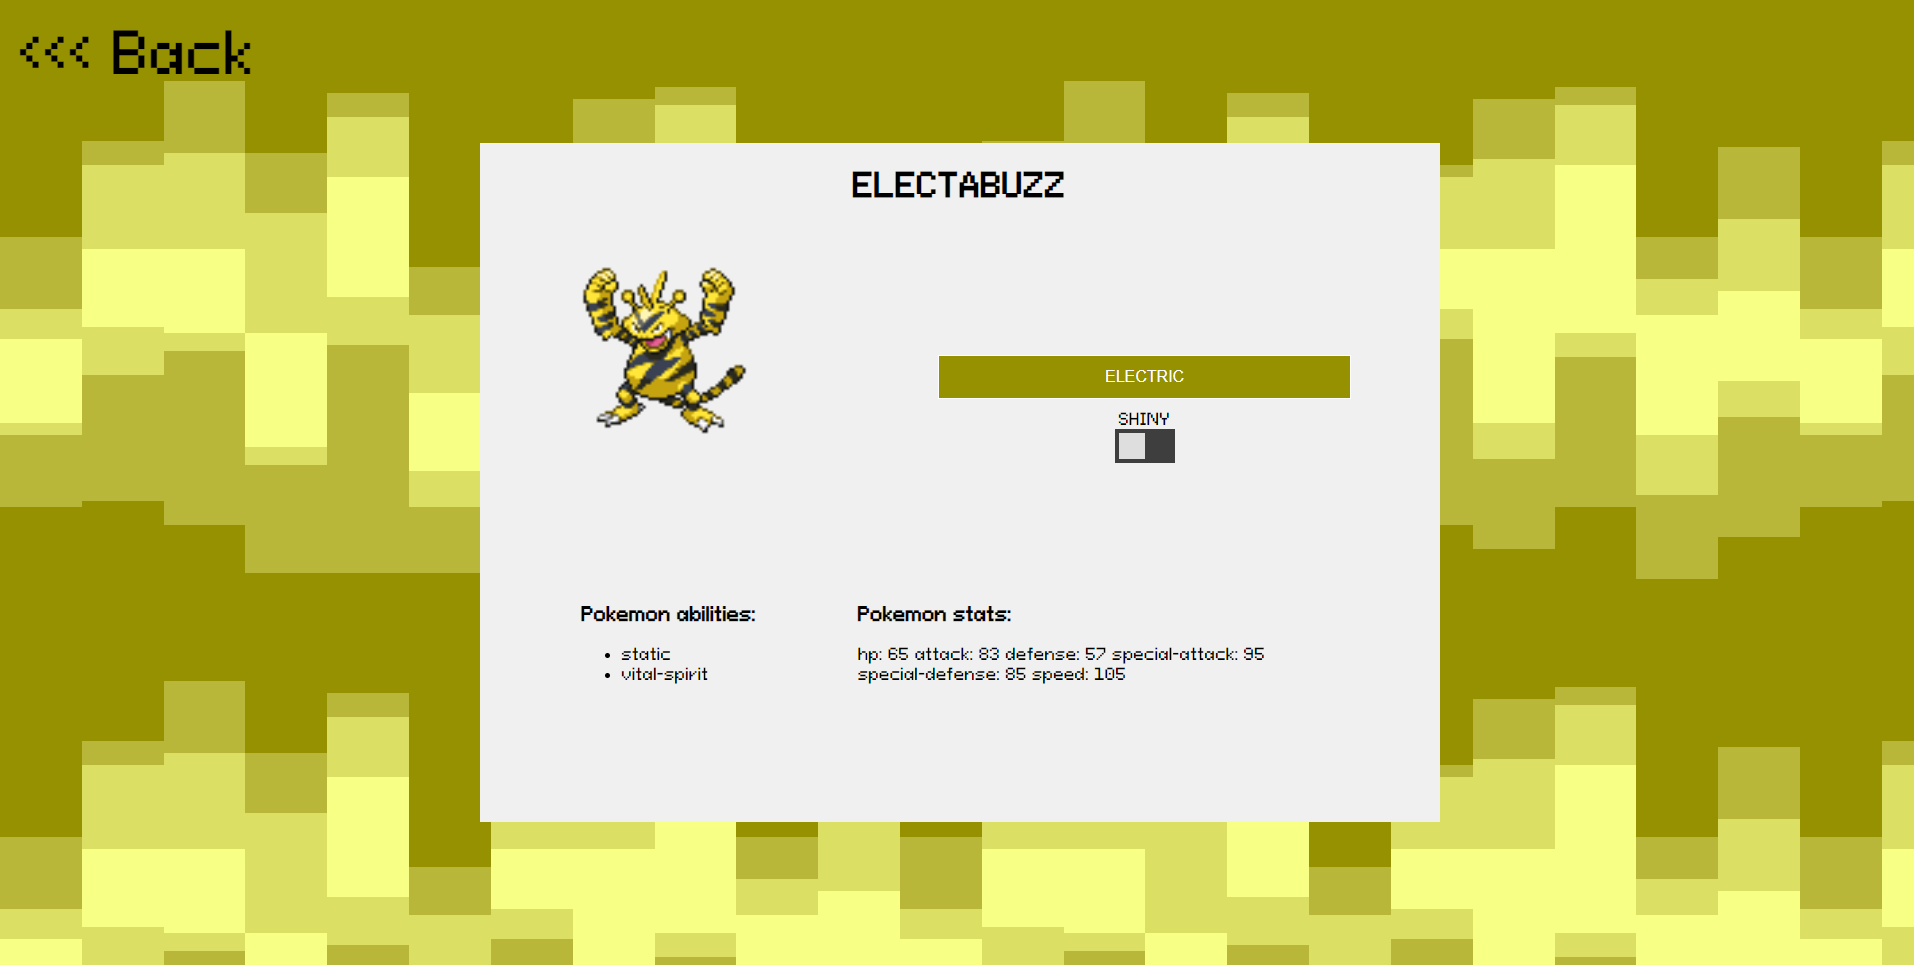 <<< Back
ELECTABUZZ
ELECTRIC
SHINY
Pokemon abilities:
• static
• vital-spirit
Pokemon stats:
hp: 65 attack: 83 defense: 57 special-attack: 95
special-defense: 85 speed: 105